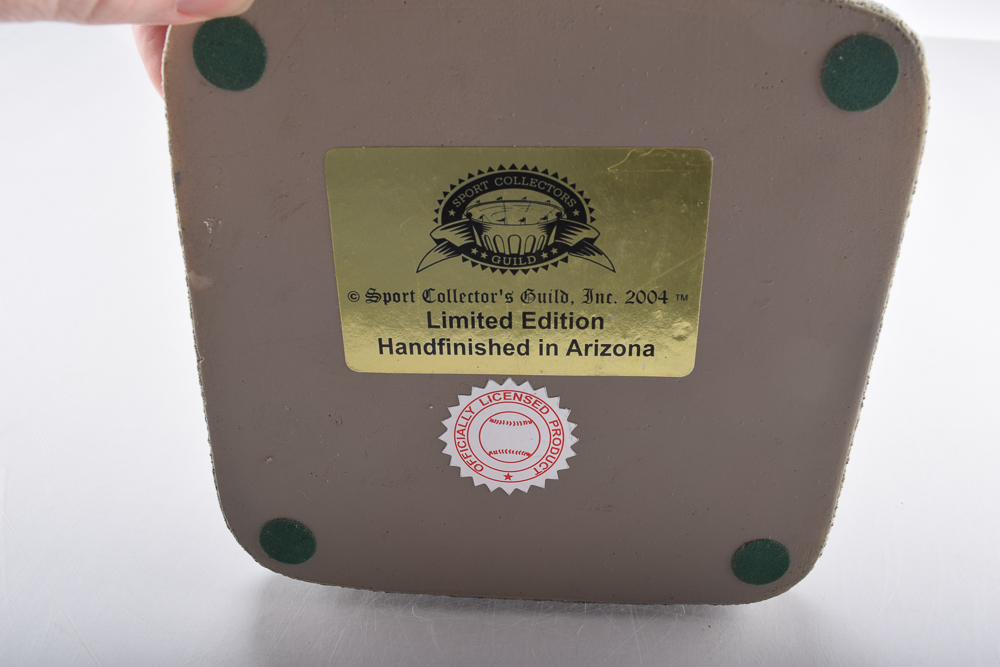 ★ SPORT COLLECTORS ★
★★ GUILD ★★
© Sport Collector's Guild, Inc. 2004 ™
Limited Edition
Handfinished in Arizona
OFFICIALLY LICENSED PRODUCT
★